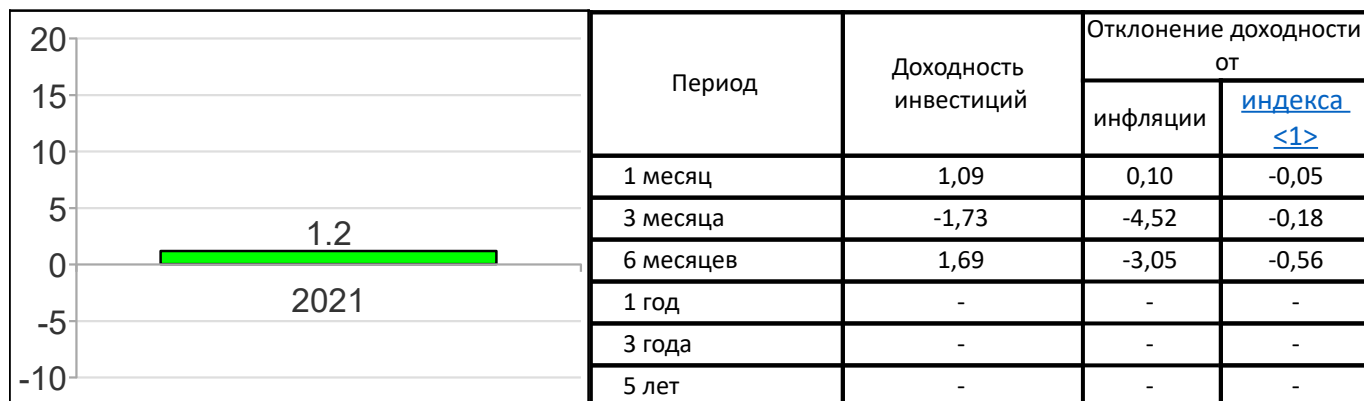 20
15
10
5
0
-5
-10
1.2
2021
Период
Доходность
инвестиций
Отклонение доходности
от
инфляции
индекса
<1>
1 месяц 1,09 0,10 -0,05
3 месяца -1,73 -4,52 -0,18
6 месяцев 1,69 -3,05 -0,56
1 год - - -
3 года - - -
5 лет - - -